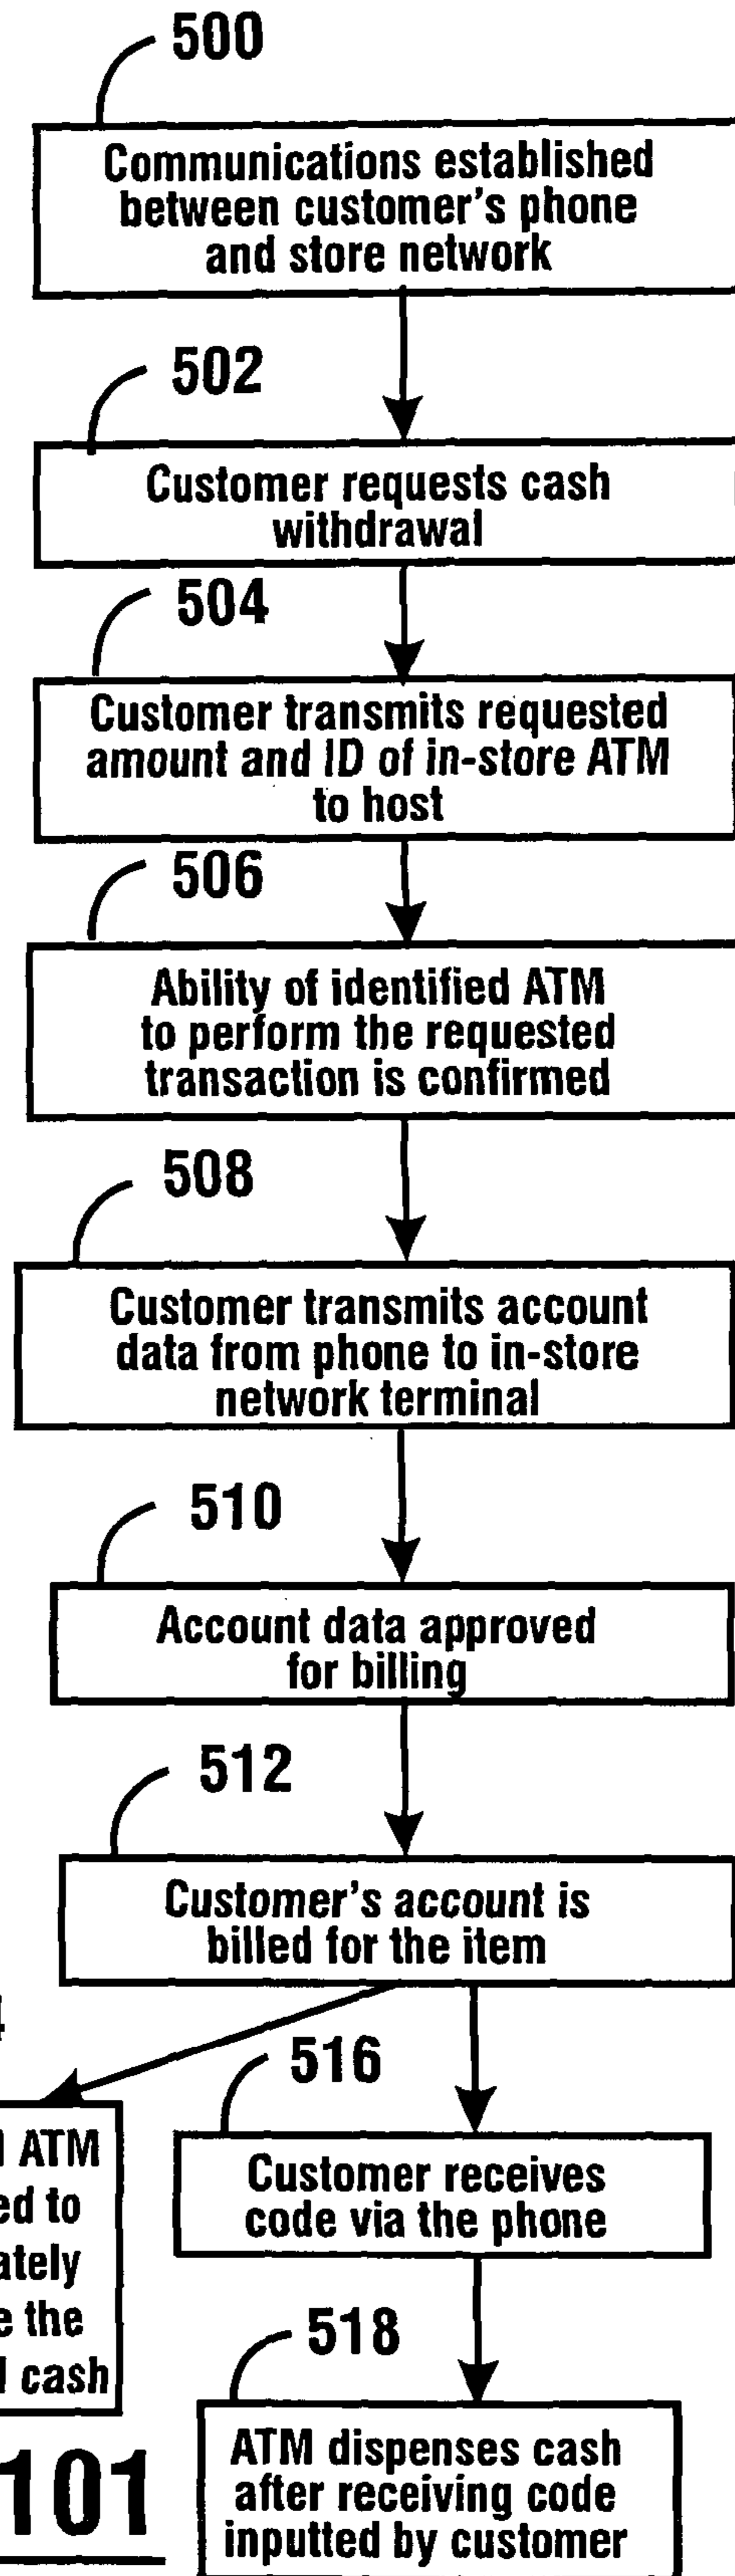 500
Communications established
between customer's phone
and store network
502
Customer requests cash
withdrawal
504
Customer transmits requested
amount and ID of in-store ATM
to host
506
Ability of identified ATM
to perform the requested
transaction is confirmed
508
Customer transmits account
data from phone to in-store
network terminal
510
Account data approved
for billing
512
Customer's account is
billed for the item
516
Customer receives
code via the phone
ATM
to
the
cash
518
ATM dispenses cash
after receiving code
inputted by customer
101